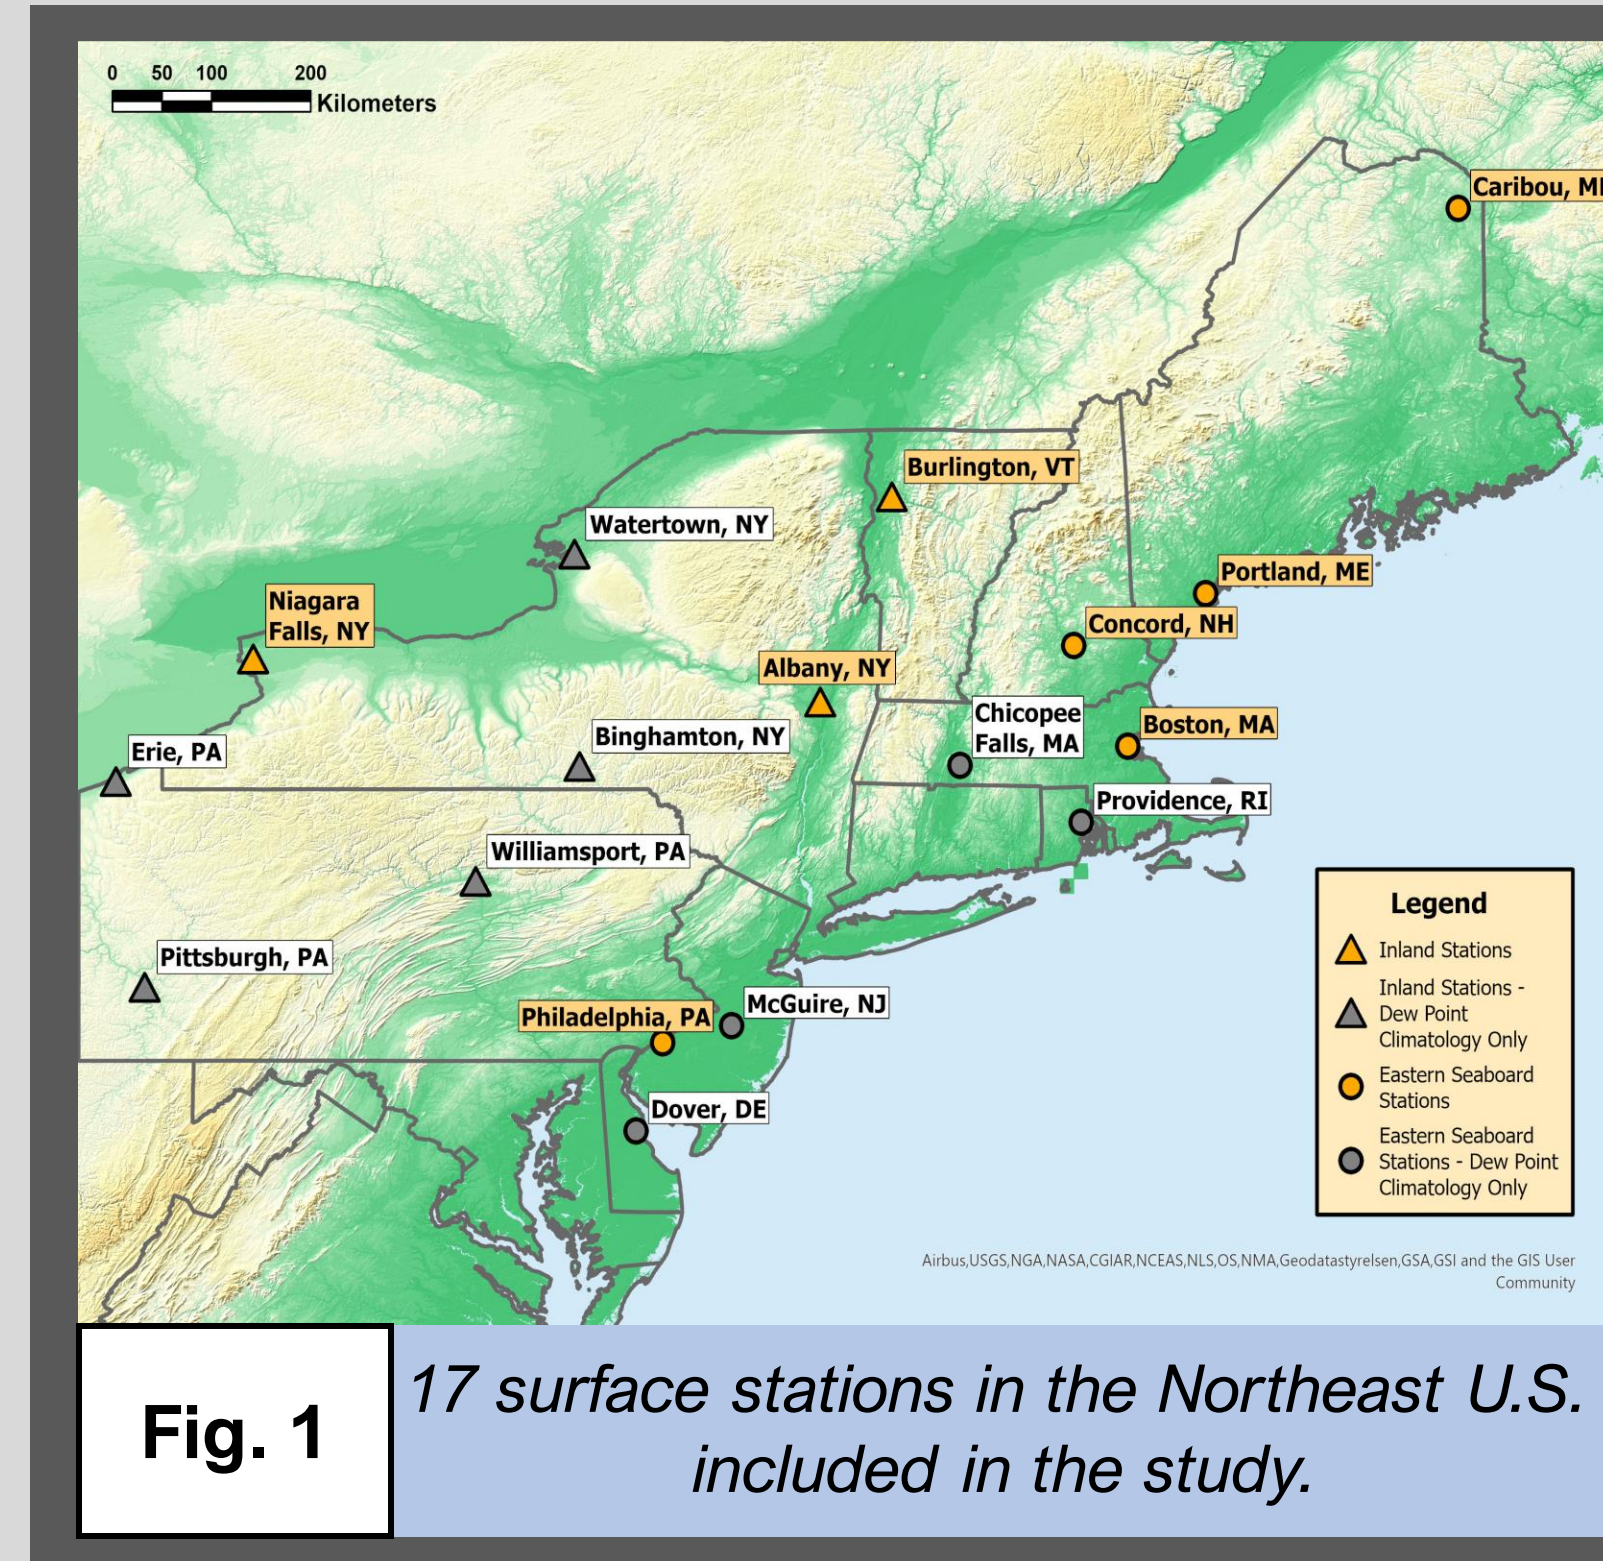 0 50 100 200
Kilometers
Caribou, ME
Burlington, VT
Watertown, NY
Portland, ME
Niagara
Falls, NY
Concord, NH
Albany, NY
Chicopee
Falls, MA
Boston, MA
Binghamton, NY
Erie, PA
Providence, RI
Williamsport, PA
Pittsburgh, PA
McGuire, NJ
Philadelphia, PA
Dover, DE
Legend
Inland Stations
Inland Stations -
Dew Point
Climatology Only
Eastern Seaboard
Stations
Eastern Seaboard
Stations - Dew Point
Climatology Only
Airbus,USGS,NGA,NASA,CGIAR,NCEAS,NLS,OS,NMA,Geodatastyrelsen,GSA,GSI and the GIS User
Community
Fig. 1
17 surface stations in the Northeast U.S.
included in the study.